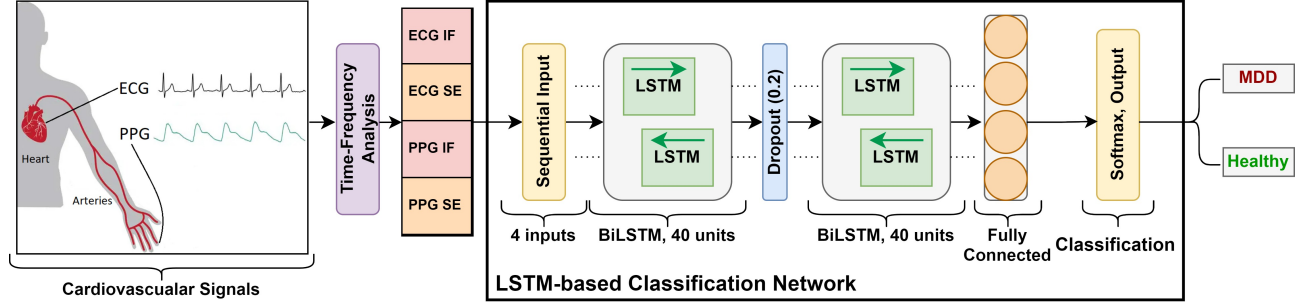 ECG
PPG
Heart
Arteries
Cardiovascualar Signals
Time-Frequency
Analysis
ECG IF
ECG SE
PPG IF
PPG SE
Sequential Input
4 inputs
LSTM
LSTM
BiLSTM, 40 units
Dropout (0.2)
LSTM
LSTM
BiLSTM, 40 units
Fully
Connected
Softmax, Output
Classification
LSTM-based Classification Network
MDD
Healthy